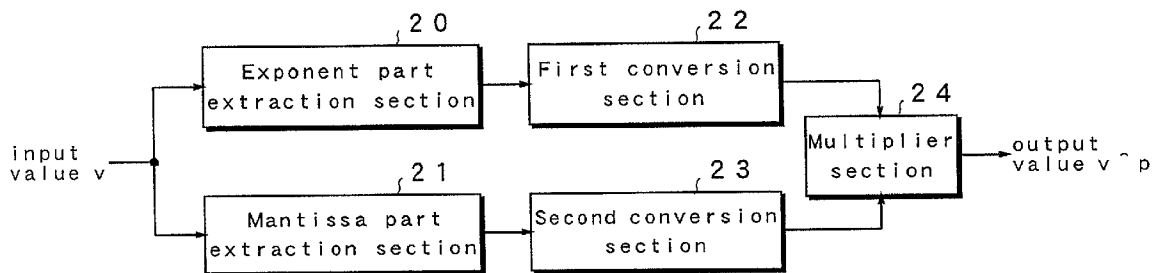 20
Exponent part
extraction section
22
First conversion
section
24
Multiplier
section
input
value v
output
value v^p
21
Mantissa part
extraction section
23
Second conversion
section